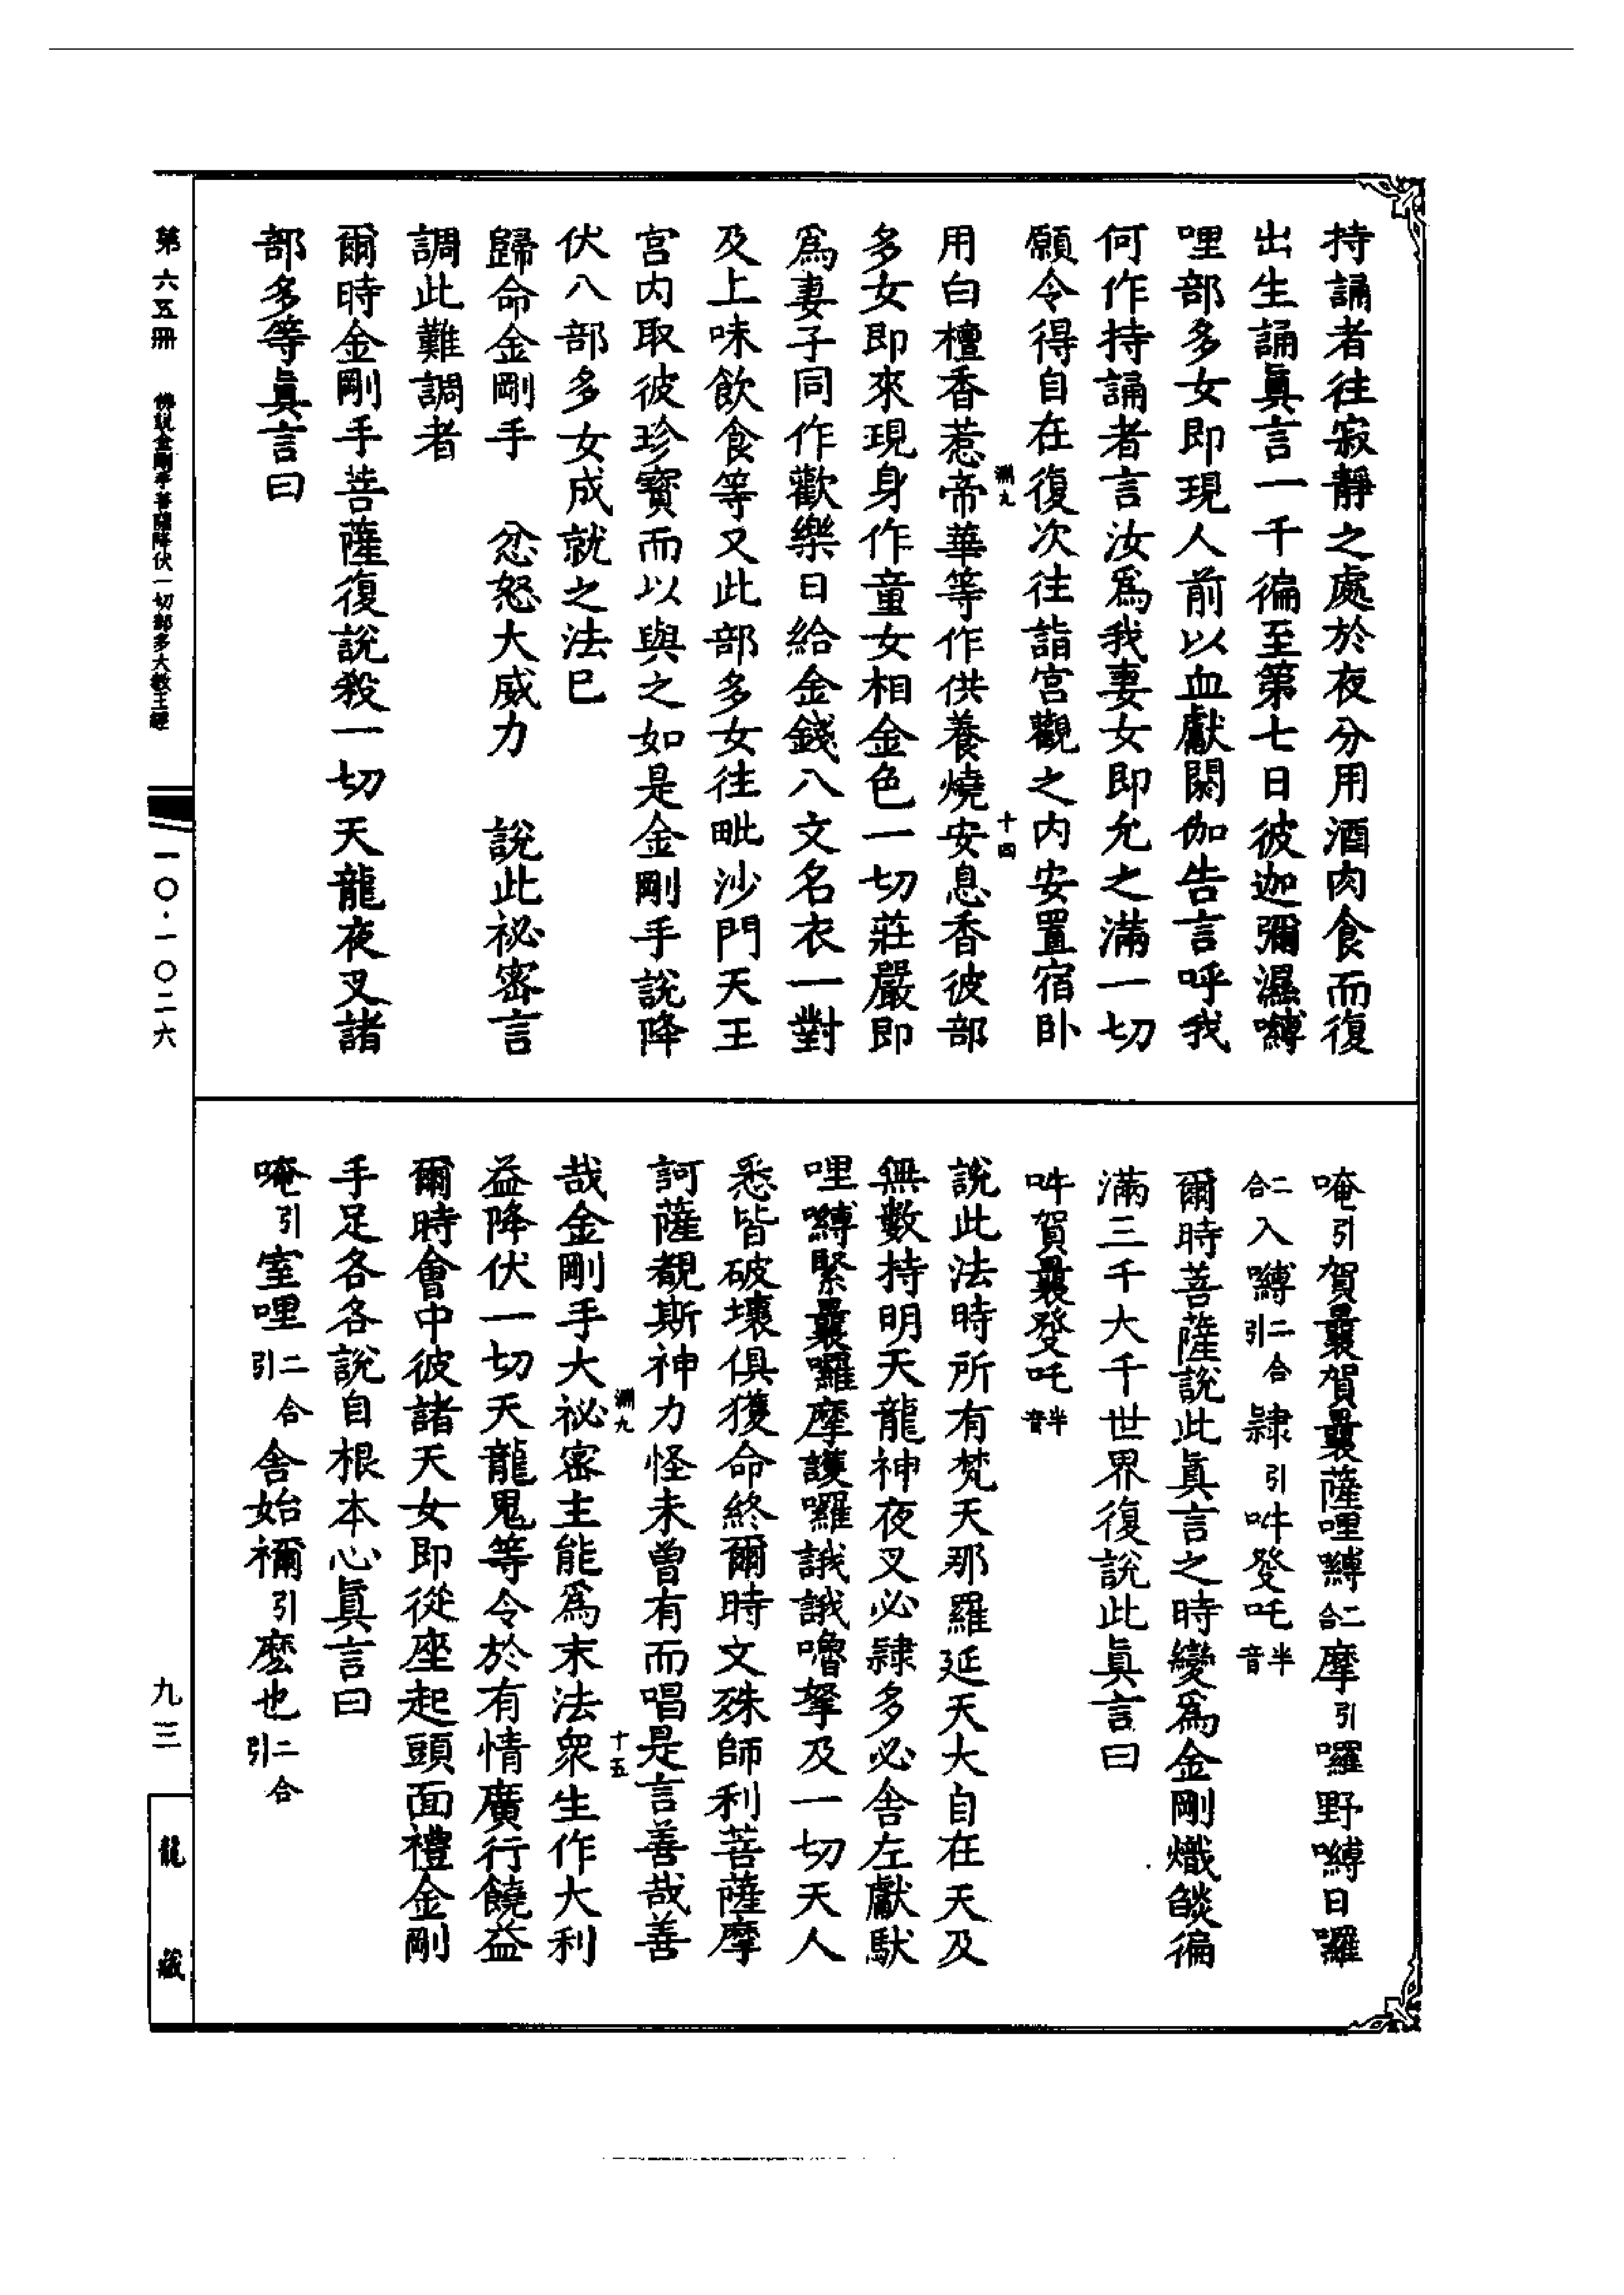 持誦者往寂靜之處於夜分用酒肉食而復
出生誦眞言一千徧至第七日彼迦彌濕嚩
哩部多女即現人前以血獻閼伽告言呼我
何作持誦者言汝爲我妻女即允之滿一切
願令得自在復次往詣宮觀之內安置宿卧
用白檀香惹帝華等作供養燒安息香彼部
淵九
十四
多女即來現身作童女相金色一切莊嚴即
爲妻子同作歡樂日給金錢八文名衣一對
及上味飲食等又此部多女往毗沙門天王
宮內取彼珍寶而以與之如是金剛手說降
伏八部多女成就之法已
歸命金剛手 忿怒大威力 說此祕密言
調此難調者
爾時金剛手菩薩復說殺一切天龍夜叉諸
部多等眞言曰
唵引賀曩賀曩薩哩嚩二合摩引囉野嚩日囉
二合入嚩二合引隸引吽發吒半音
爾時菩薩說此眞言之時變爲金剛熾燄徧
滿三千大千世界復說此眞言曰
吽賀曩發吒半音
說此法時所有梵天那羅延天大自在天及
無數持明天龍神夜叉必隸多必舍左獻馱
哩嚩緊曩囉摩護囉誐誐嚕拏及一切天人
悉皆破壞俱獲命終爾時文殊師利菩薩摩
訶薩覩斯神力怪未曾有而唱是言善哉善
哉金剛手大祕密主能爲末法衆生作大利
淵九
十五
益降伏一切天龍鬼等令於有情廣行饒益
爾時會中彼諸天女即從座起頭面禮金剛
手足各各說自根本心眞言曰
唵引室哩二合引舍始禰引麽也二合引
第六五冊 佛說金剛手菩薩降伏一切部多大敎王經
一〇·一〇二六
九三
龍藏